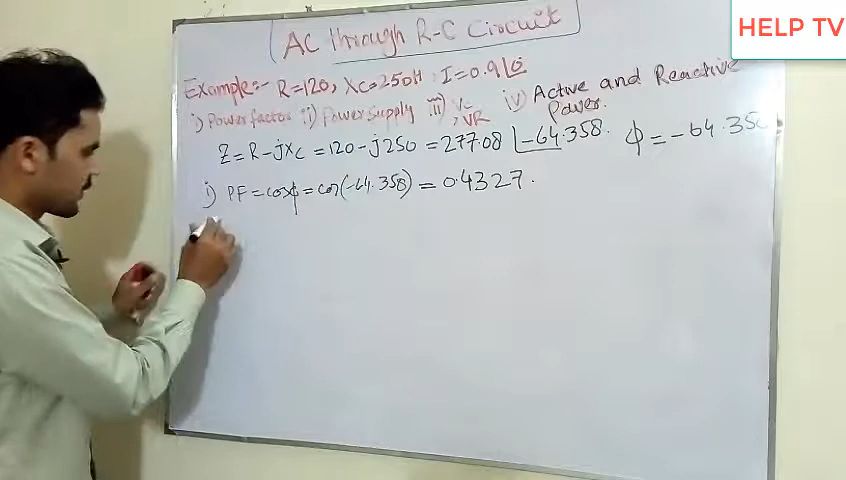 HELP TV
AC through R-C Circuit
Example:- R=120, Xc=250Ω, I=0.9∠0
i) Power factor ii) Power supply iii) Vc, VR iv) Active and Reactive Power.
Z=R-jXc = 120-j250 = 277.08 ∠-64.358. ϕ = -64.358
i) PF = cosϕ = cos(-64.358) = 0.4327.